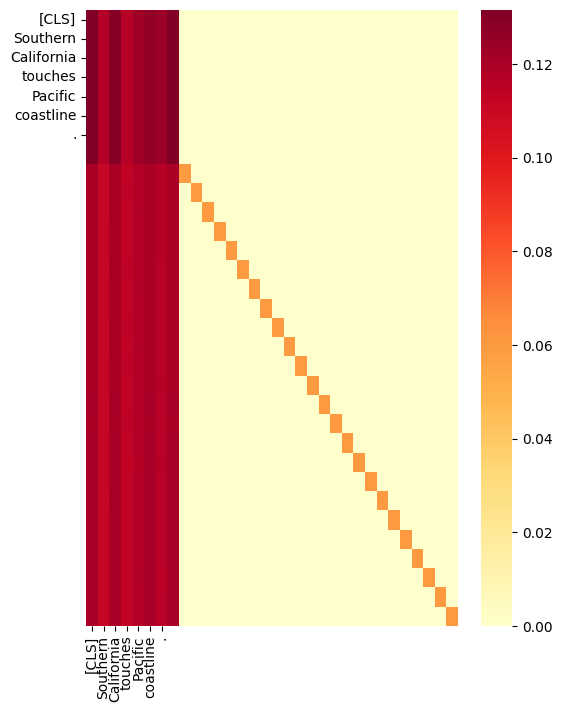 [CLS]
Southern
California
touches
Pacific
coastline
.
0.12
0.10
0.08
0.06
0.04
0.02
0.00
[CLS]
Southern
California
touches
Pacific
coastline
.